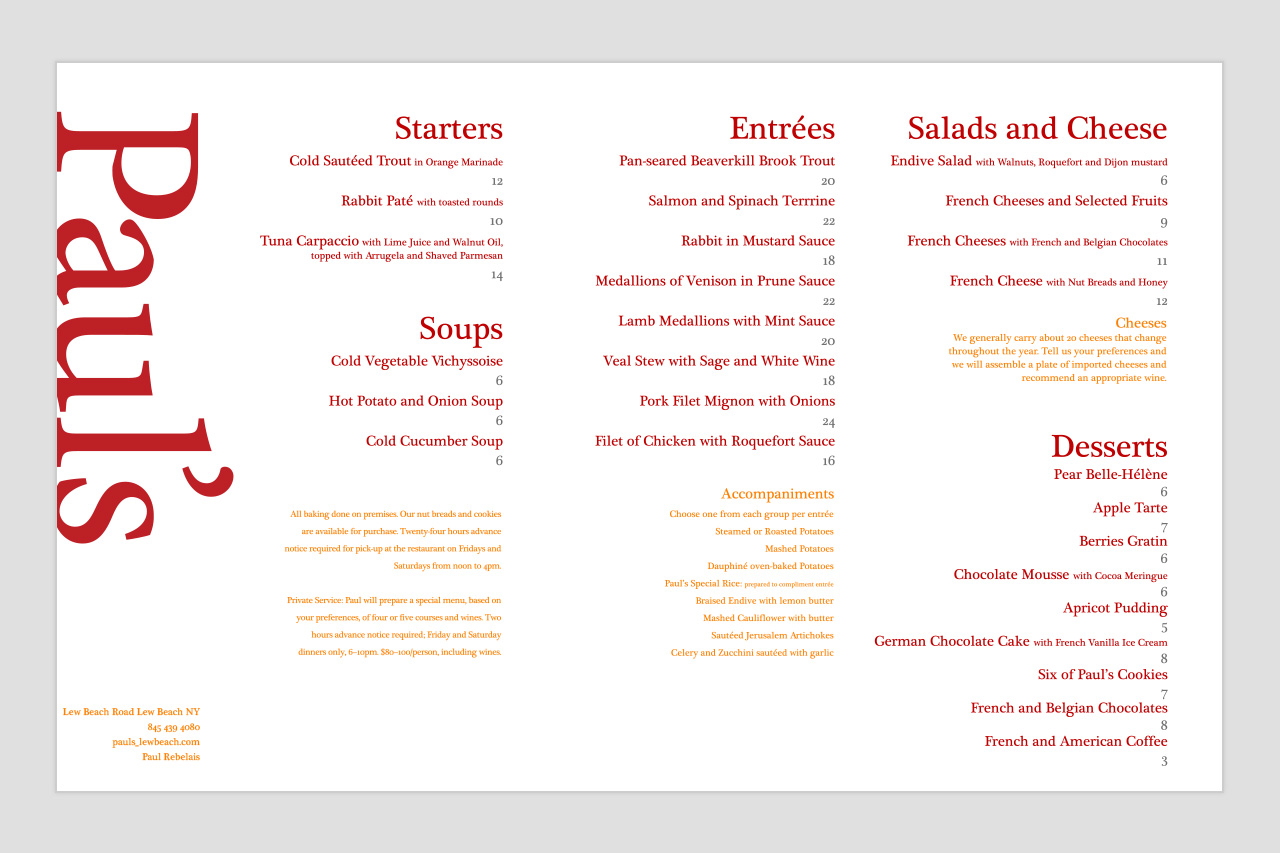 Paul’s
Lew Beach Road Lew Beach NY
845 439 4080
pauls_lewbeach.com
Paul Rebelais
Starters
Cold Sautéed Trout in Orange Marinade
12
Rabbit Paté with toasted rounds
10
Tuna Carpaccio with Lime Juice and Walnut Oil,
topped with Arrugela and Shaved Parmesan
14
Soups
Cold Vegetable Vichyssoise
6
Hot Potato and Onion Soup
6
Cold Cucumber Soup
6
All baking done on premises. Our nut breads and cookies
are available for purchase. Twenty-four hours advance
notice required for pick-up at the restaurant on Fridays and
Saturdays from noon to 4pm.
Private Service: Paul will prepare a special menu, based on
your preferences, of four or five courses and wines. Two
hours advance notice required; Friday and Saturday
dinners only, 6–10pm. $80–100/person, including wines.
Entrées
Pan-seared Beaverkill Brook Trout
20
Salmon and Spinach Terrrine
22
Rabbit in Mustard Sauce
18
Medallions of Venison in Prune Sauce
22
Lamb Medallions with Mint Sauce
20
Veal Stew with Sage and White Wine
18
Pork Filet Mignon with Onions
24
Filet of Chicken with Roquefort Sauce
16
Accompaniments
Choose one from each group per entrée
Steamed or Roasted Potatoes
Mashed Potatoes
Dauphiné oven-baked Potatoes
Paul’s Special Rice: prepared to compliment entrée
Braised Endive with lemon butter
Mashed Cauliflower with butter
Sautéed Jerusalem Artichokes
Celery and Zucchini sautéed with garlic
Salads and Cheese
Endive Salad with Walnuts, Roquefort and Dijon mustard
6
French Cheeses and Selected Fruits
9
French Cheeses with French and Belgian Chocolates
11
French Cheese with Nut Breads and Honey
12
Cheeses
We generally carry about 20 cheeses that change
throughout the year. Tell us your preferences and
we will assemble a plate of imported cheeses and
recommend an appropriate wine.
Desserts
Pear Belle-Hélène
6
Apple Tarte
7
Berries Gratin
6
Chocolate Mousse with Cocoa Meringue
6
Apricot Pudding
5
German Chocolate Cake with French Vanilla Ice Cream
8
Six of Paul’s Cookies
7
French and Belgian Chocolates
8
French and American Coffee
3